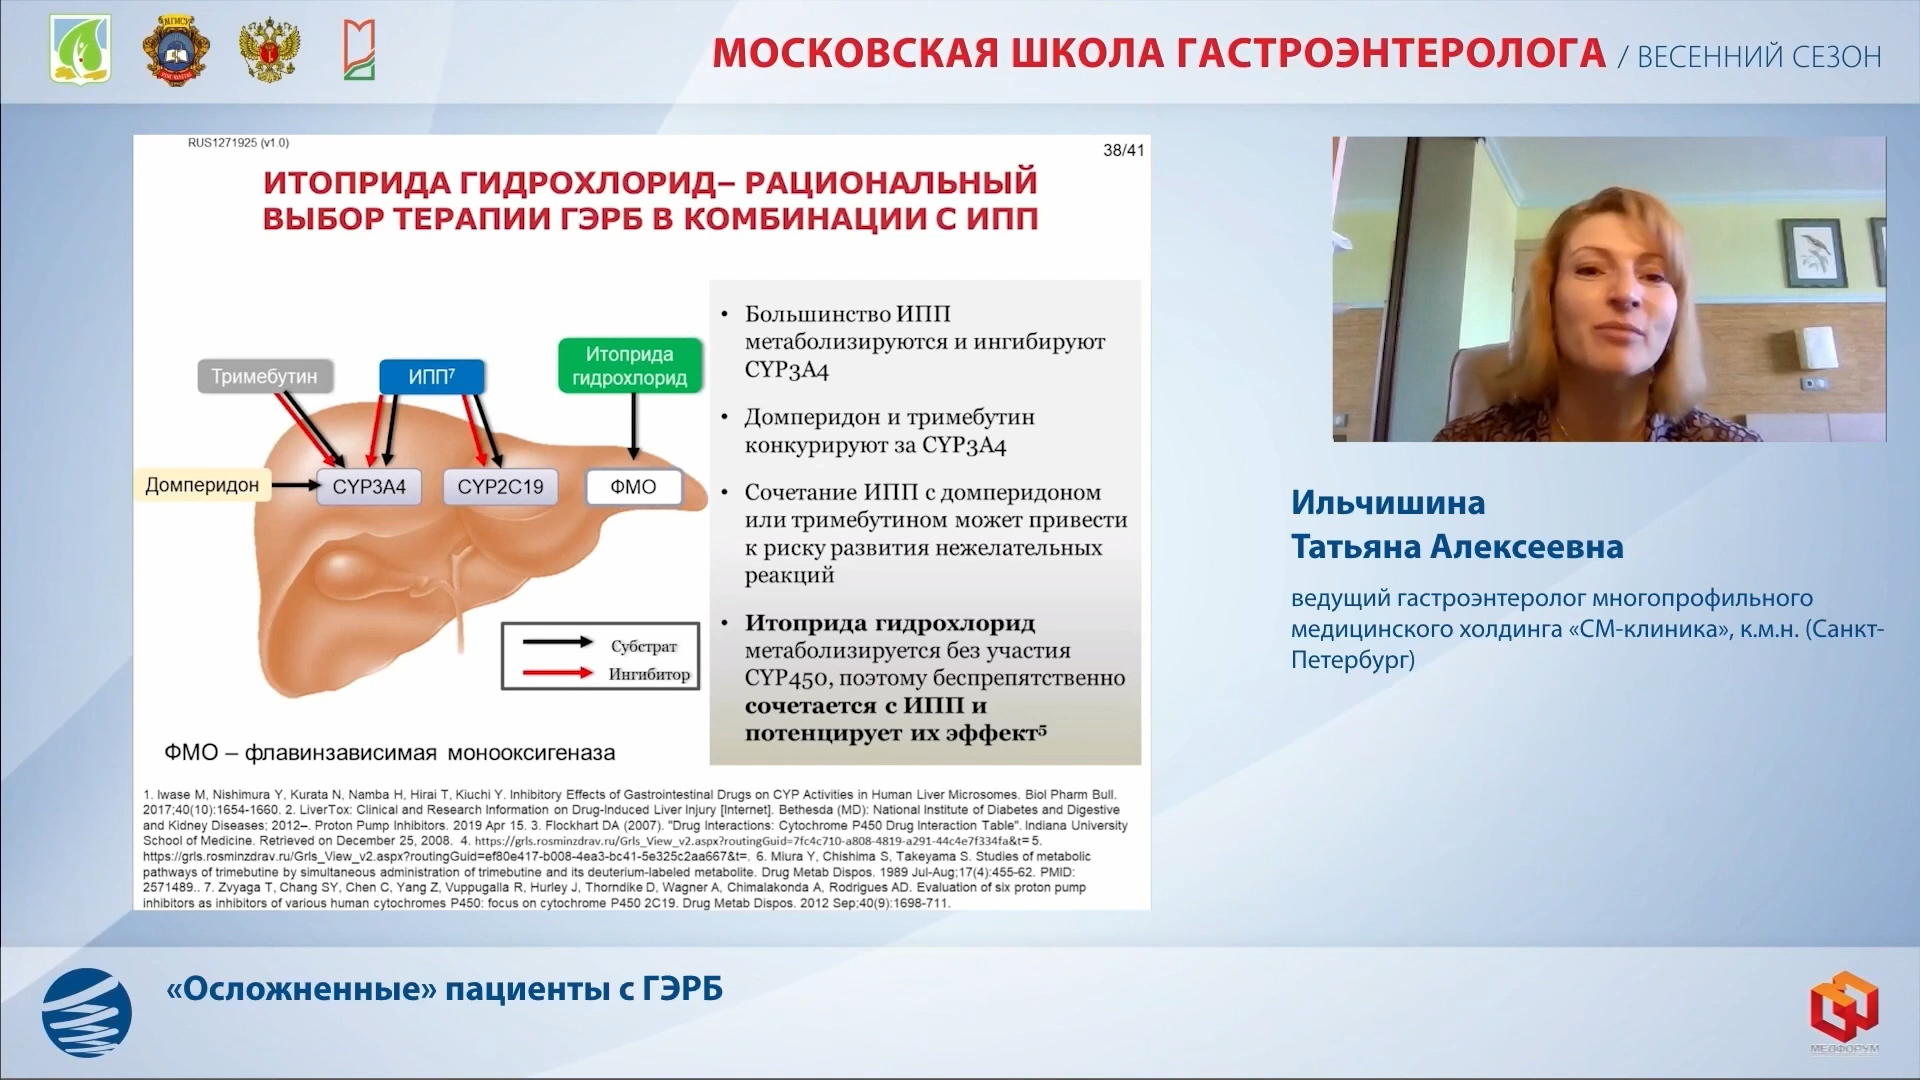 МГМСУ
МОСКОВСКАЯ ШКОЛА ГАСТРОЭНТЕРОЛОГА / ВЕСЕННИЙ СЕЗОН
RUS1271925 (v1.0)
38/41
ИТОПРИДА ГИДРОХЛОРИД– РАЦИОНАЛЬНЫЙ
ВЫБОР ТЕРАПИИ ГЭРБ В КОМБИНАЦИИ С ИПП
Тримебутин
ИПП⁷
Итоприда
гидрохлорид
Домперидон
CYP3A4
CYP2C19
ФМО
Субстрат
Ингибитор
ФМО – флавинзависимая монооксигеназа
• Большинство ИПП
метаболизируются и ингибируют
CYP3A4
• Домперидон и тримебутин
конкурируют за CYP3A4
• Сочетание ИПП с домперидоном
или тримебутином может привести
к риску развития нежелательных
реакций
• Итоприда гидрохлорид
метаболизируется без участия
CYP450, поэтому беспрепятственно
сочетается с ИПП и
потенцирует их эффект⁵
1. Iwase M, Nishimura Y, Kurata N, Namba H, Hirai T, Kiuchi Y. Inhibitory Effects of Gastrointestinal Drugs on CYP Activities in Human Liver Microsomes. Biol Pharm Bull.
2017;40(10):1654-1660. 2. LiverTox: Clinical and Research Information on Drug-Induced Liver Injury [Internet]. Bethesda (MD): National Institute of Diabetes and Digestive
and Kidney Diseases; 2012–. Proton Pump Inhibitors. 2019 Apr 15. 3. Flockhart DA (2007). "Drug Interactions: Cytochrome P450 Drug Interaction Table". Indiana University
School of Medicine. Retrieved on December 25, 2008. 4. https://grls.rosminzdrav.ru/Grls_View_v2.aspx?routingGuid=7fc4c710-a808-4819-a291-44c4e7f334fa&t= 5.
https://grls.rosminzdrav.ru/Grls_View_v2.aspx?routingGuid=ef80e417-b008-4ea3-bc41-5e325c2aa667&t=. 6. Miura Y, Chishima S, Takeyama S. Studies of metabolic
pathways of trimebutine by simultaneous administration of trimebutine and its deuterium-labeled metabolite. Drug Metab Dispos. 1989 Jul-Aug;17(4):455-62. PMID:
2571489.. 7. Zvyaga T, Chang SY, Chen C, Yang Z, Vuppugalla R, Hurley J, Thorndike D, Wagner A, Chimalakonda A, Rodrigues AD. Evaluation of six proton pump
inhibitors as inhibitors of various human cytochromes P450: focus on cytochrome P450 2C19. Drug Metab Dispos. 2012 Sep;40(9):1698-711.
Ильчишина
Татьяна Алексеевна
ведущий гастроэнтеролог многопрофильного
медицинского холдинга «СМ-клиника», к.м.н. (Санкт-
Петербург)
«Осложненные» пациенты с ГЭРБ
МЕДФОРУМ